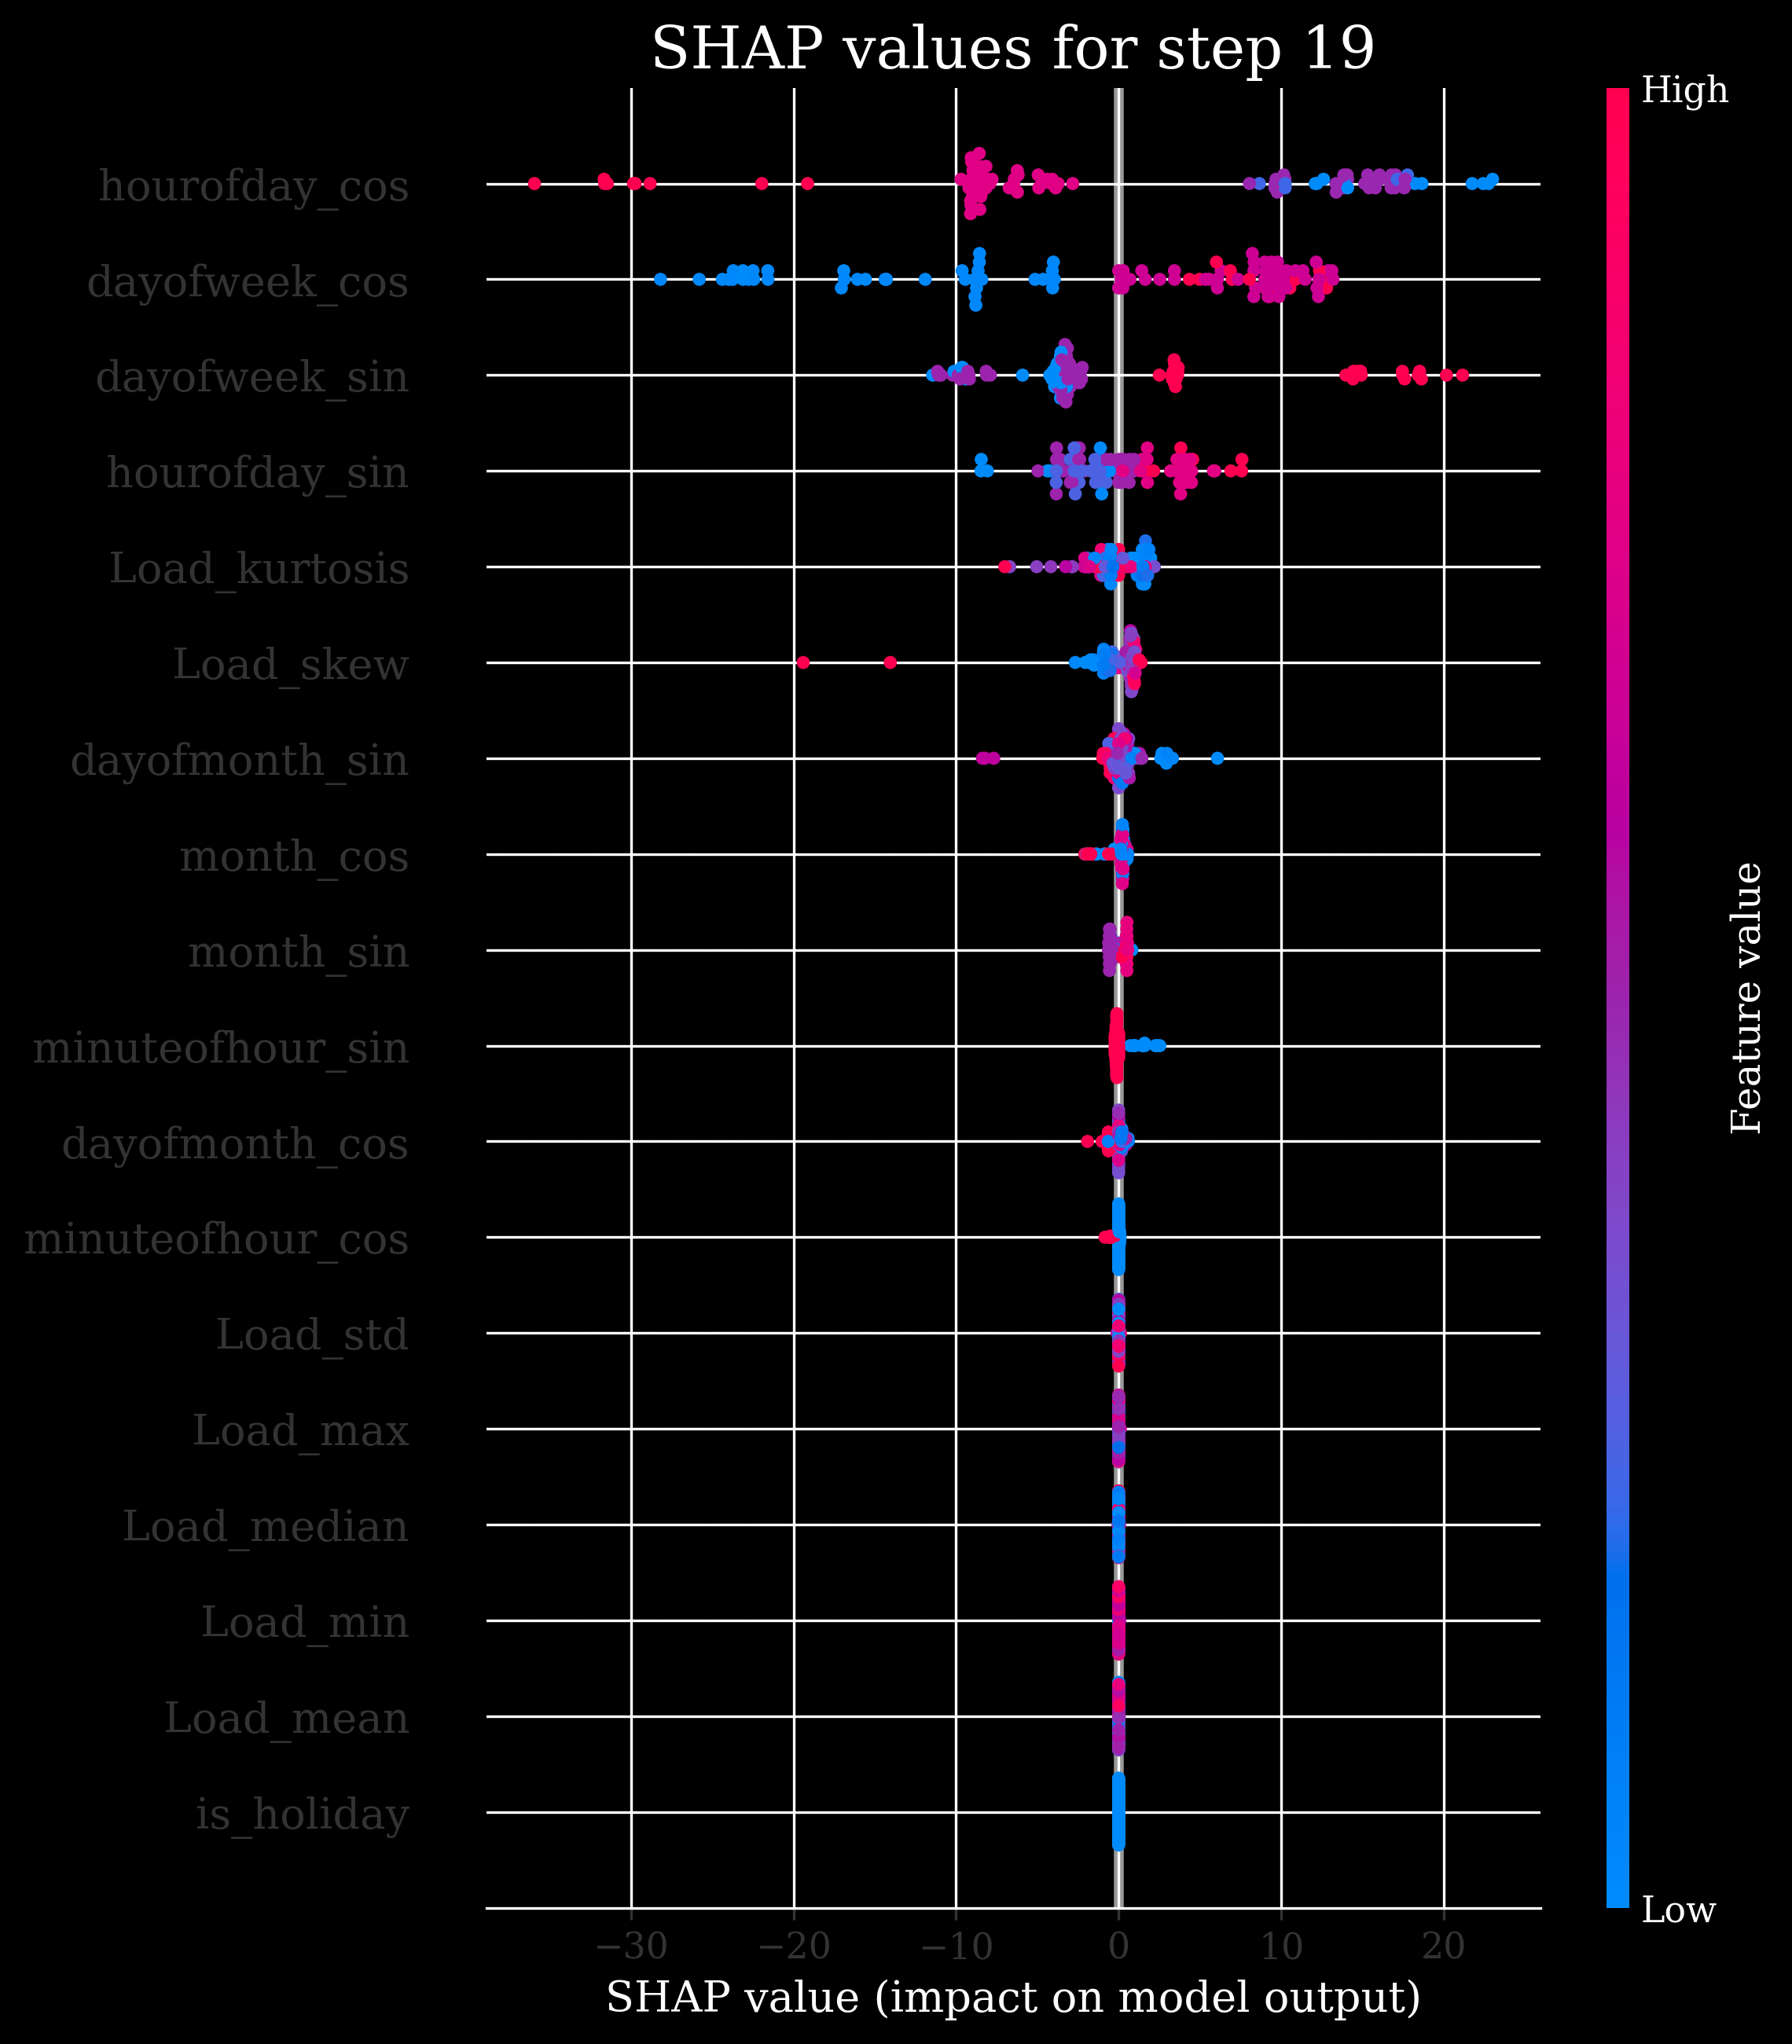 SHAP values for step 19
High
hourofday_cos
dayofweek_cos
dayofweek_sin
hourofday_sin
Load_kurtosis
Load_skew
dayofmonth_sin
month_cos
month_sin
minuteofhour_sin
dayofmonth_cos
minuteofhour_cos
Load_std
Load_max
Load_median
Load_min
Load_mean
is_holiday
Feature value
Low
−30 −20 −10 0 10 20
SHAP value (impact on model output)